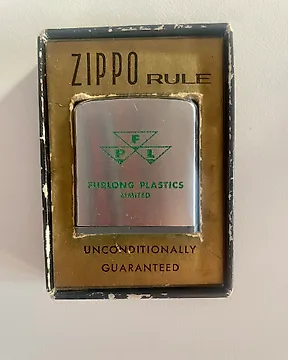 ZIPPO RULE
F
P L
FURLONG PLASTICS
LIMITED
UNCONDITIONALLY
GUARANTEED